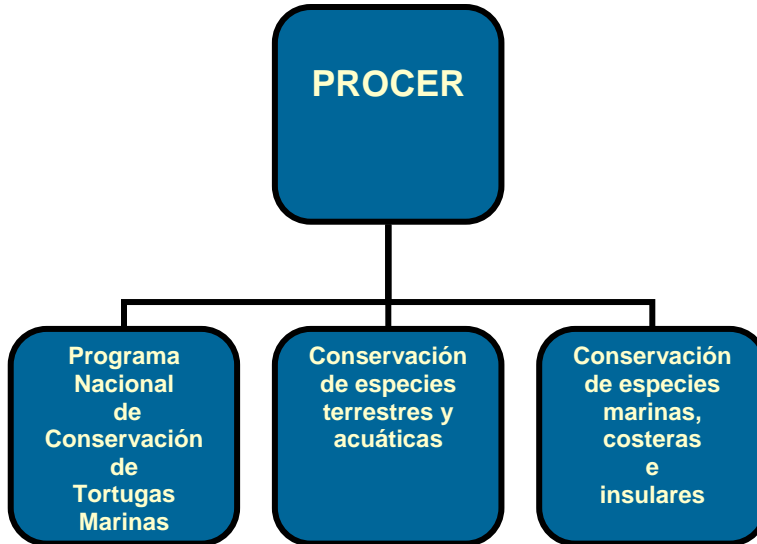 PROCER
Programa
Nacional
de
Conservación
de
Tortugas
Marinas
Conservación
de especies
terrestres y
acuáticas
Conservación
de especies
marinas,
costeras
e
insulares